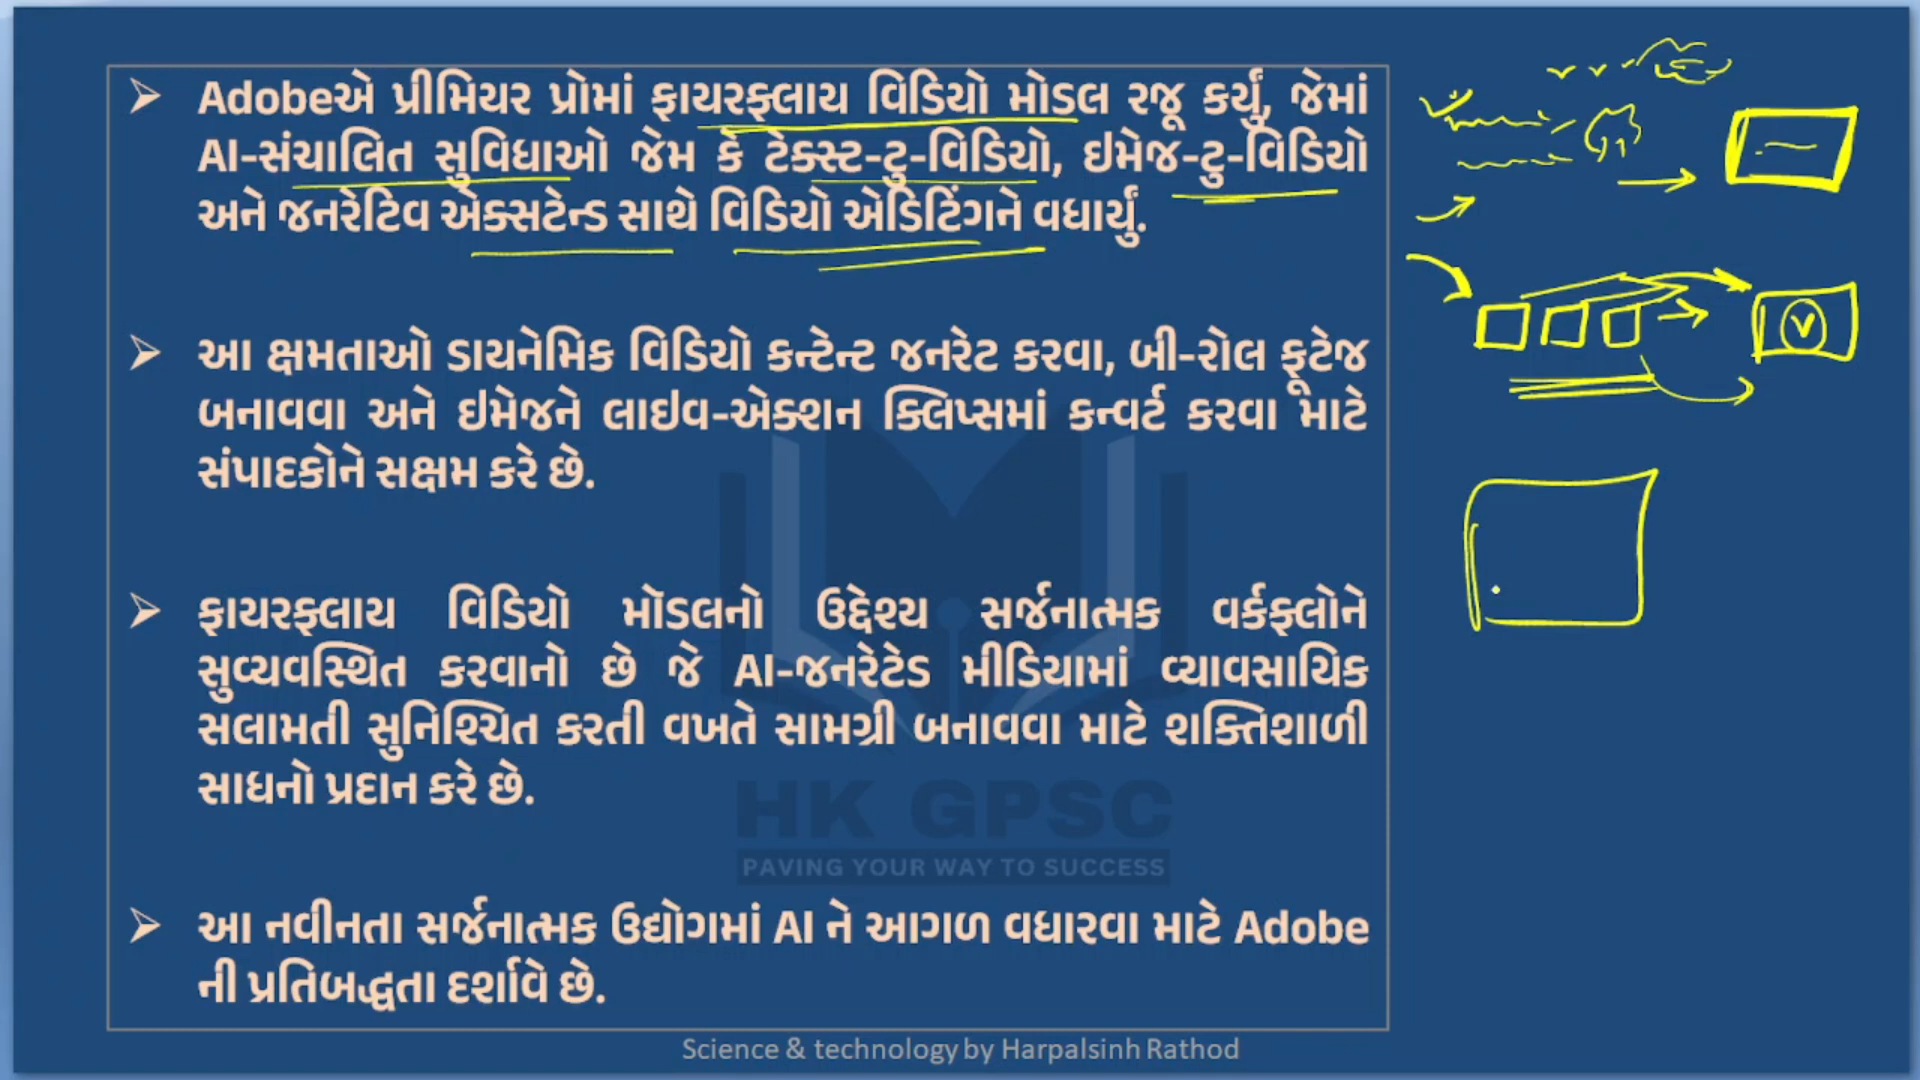 ➢ Adobeએ પ્રીમિયર પ્રોમાં ફાયરફ્લાય વિડિયો મોડલ રજૂ કર્યું, જેમાં
AI-સંચાલિત સુવિધાઓ જેમ કે ટેક્સ્ટ-ટુ-વિડિયો, ઇમેજ-ટુ-વિડિયો
અને જનરેટિવ એક્સટેન્ડ સાથે વિડિયો એડિટિંગને વધાર્યું.
➢ આ ક્ષમતાઓ ડાયનેમિક વિડિયો કન્ટેન્ટ જનરેટ કરવા, બી-રોલ ફૂટેજ
બનાવવા અને ઇમેજને લાઇવ-એક્શન ક્લિપ્સમાં કન્વર્ટ કરવા માટે
સંપાદકોને સક્ષમ કરે છે.
➢ ફાયરફ્લાય વિડિયો મૉડલનો ઉદ્દેશ્ય સર્જનાત્મક વર્કફ્લોને
સુવ્યવસ્થિત કરવાનો છે જે AI-જનરેટેડ મીડિયામાં વ્યાવસાયિક
સલામતી સુનિશ્ચિત કરતી વખતે સામગ્રી બનાવવા માટે શક્તિશાળી
સાધનો પ્રદાન કરે છે.
HK GPSC
PAVING YOUR WAY TO SUCCESS
➢ આ નવીનતા સર્જનાત્મક ઉદ્યોગમાં AI ને આગળ વધારવા માટે Adobe
ની પ્રતિબદ્ધતા દર્શાવે છે.
Science & technology by Harpalsinh Rathod